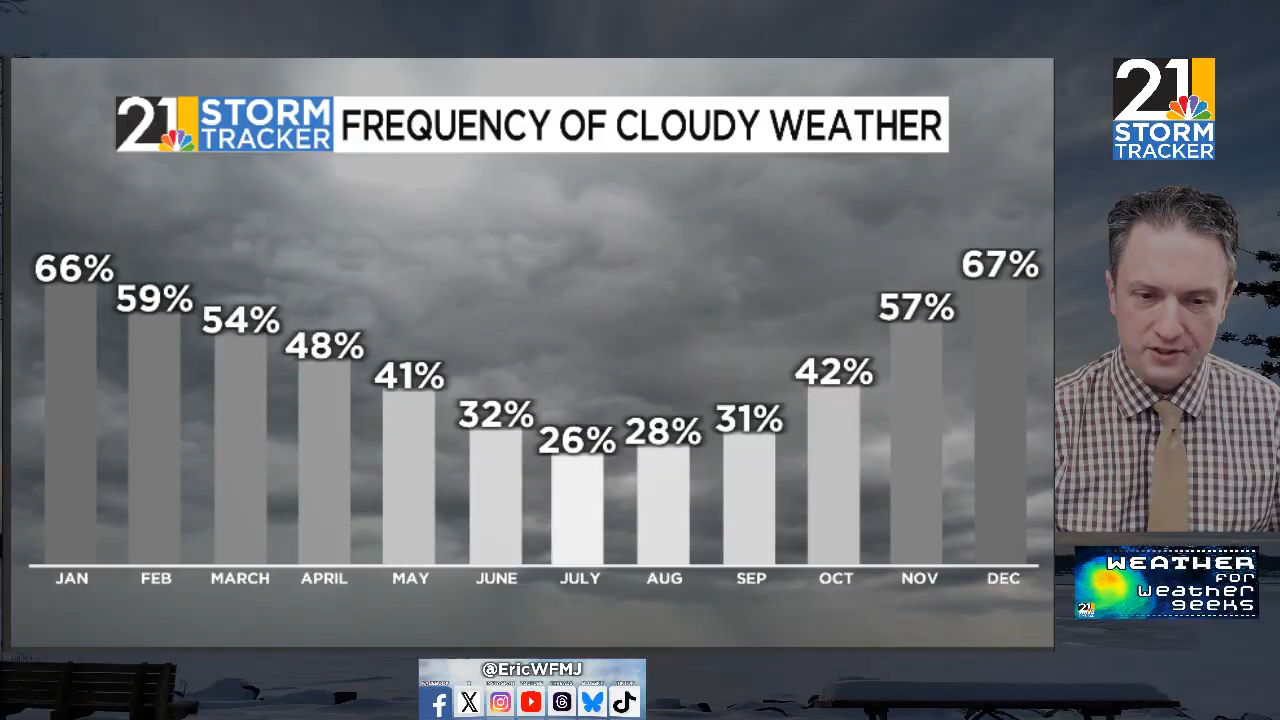 21 STORM TRACKER FREQUENCY OF CLOUDY WEATHER
66%
59%
54%
48%
41%
32%
26%
28%
31%
42%
57%
67%
JAN FEB MARCH APRIL MAY JUNE JULY AUG SEP OCT NOV DEC
21
STORM
TRACKER
WEATHER
FOR
WEATHER
GEEKS
21
@EricWFMJ